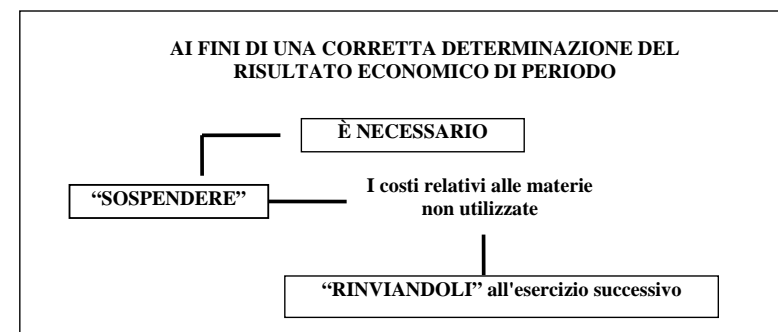 AI FINI DI UNA CORRETTA DETERMINAZIONE DEL
RISULTATO ECONOMICO DI PERIODO
È NECESSARIO
“SOSPENDERE”
I costi relativi alle materie
non utilizzate
“RINVIANDOLI” all'esercizio successivo